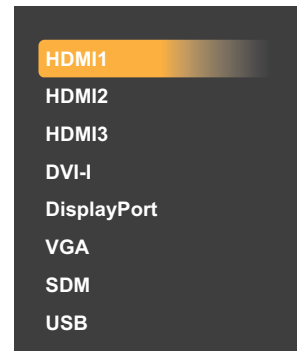 HDMI1
HDMI2
HDMI3
DVI-I
DisplayPort
VGA
SDM
USB